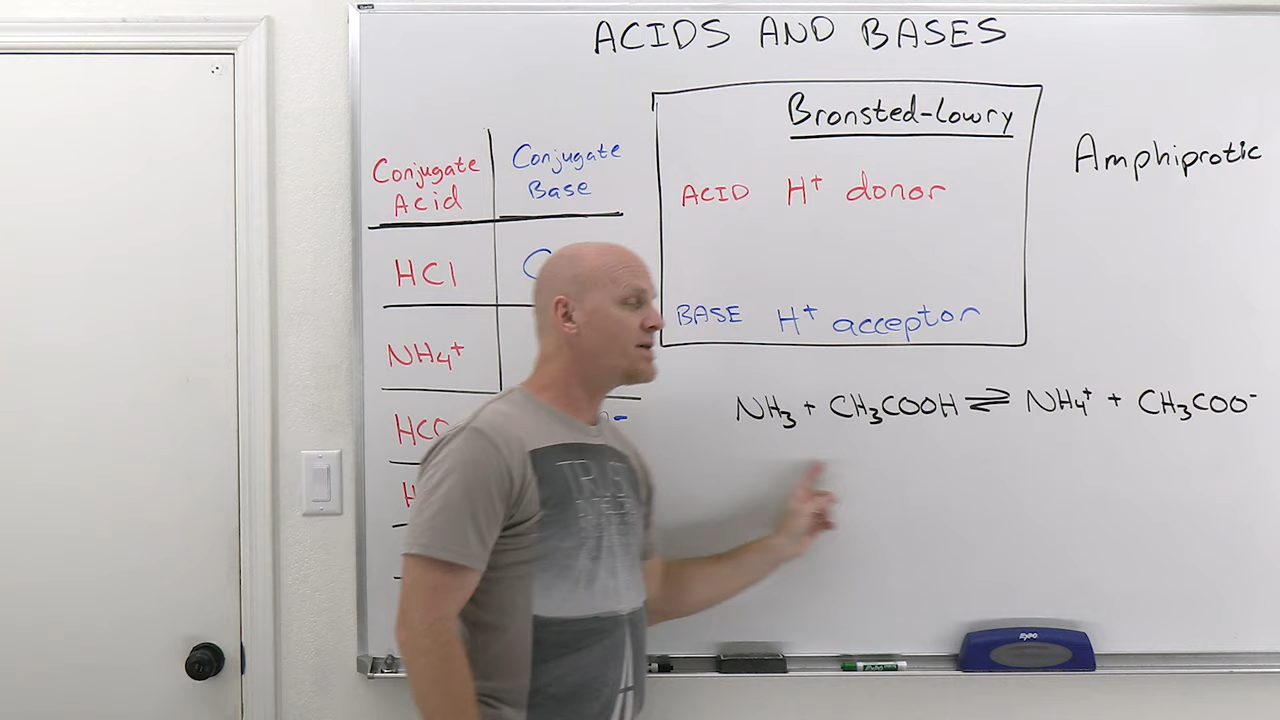 ACIDS AND BASES
Conjugate Acid
Conjugate Base
HCl
NH₄⁺
Bronsted-Lowry
ACID H⁺ donor
BASE H⁺ acceptor
Amphiprotic
NH₃ + CH₃COOH ⇌ NH₄⁺ + CH₃COO⁻
EXPO